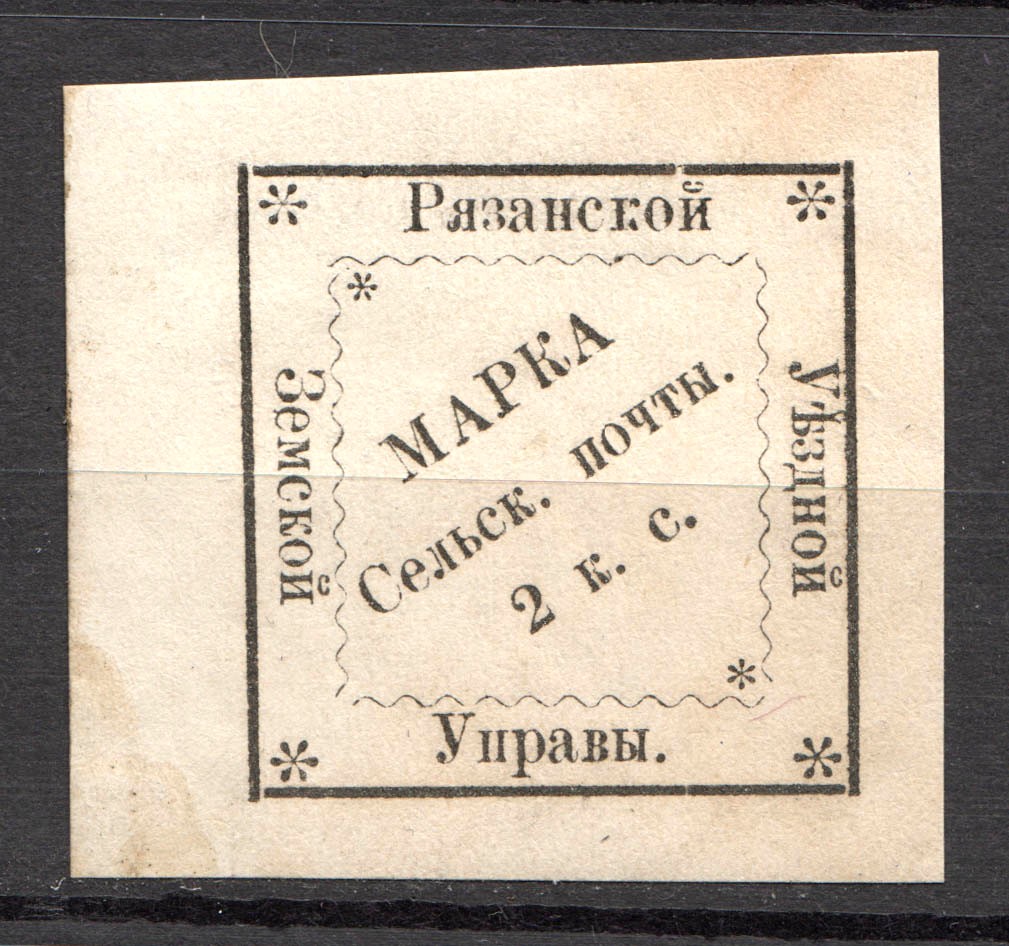 Рязанской
Уѣздной
Земской
Управы.
МАРКА
Сельск. почты.
2 к. с.